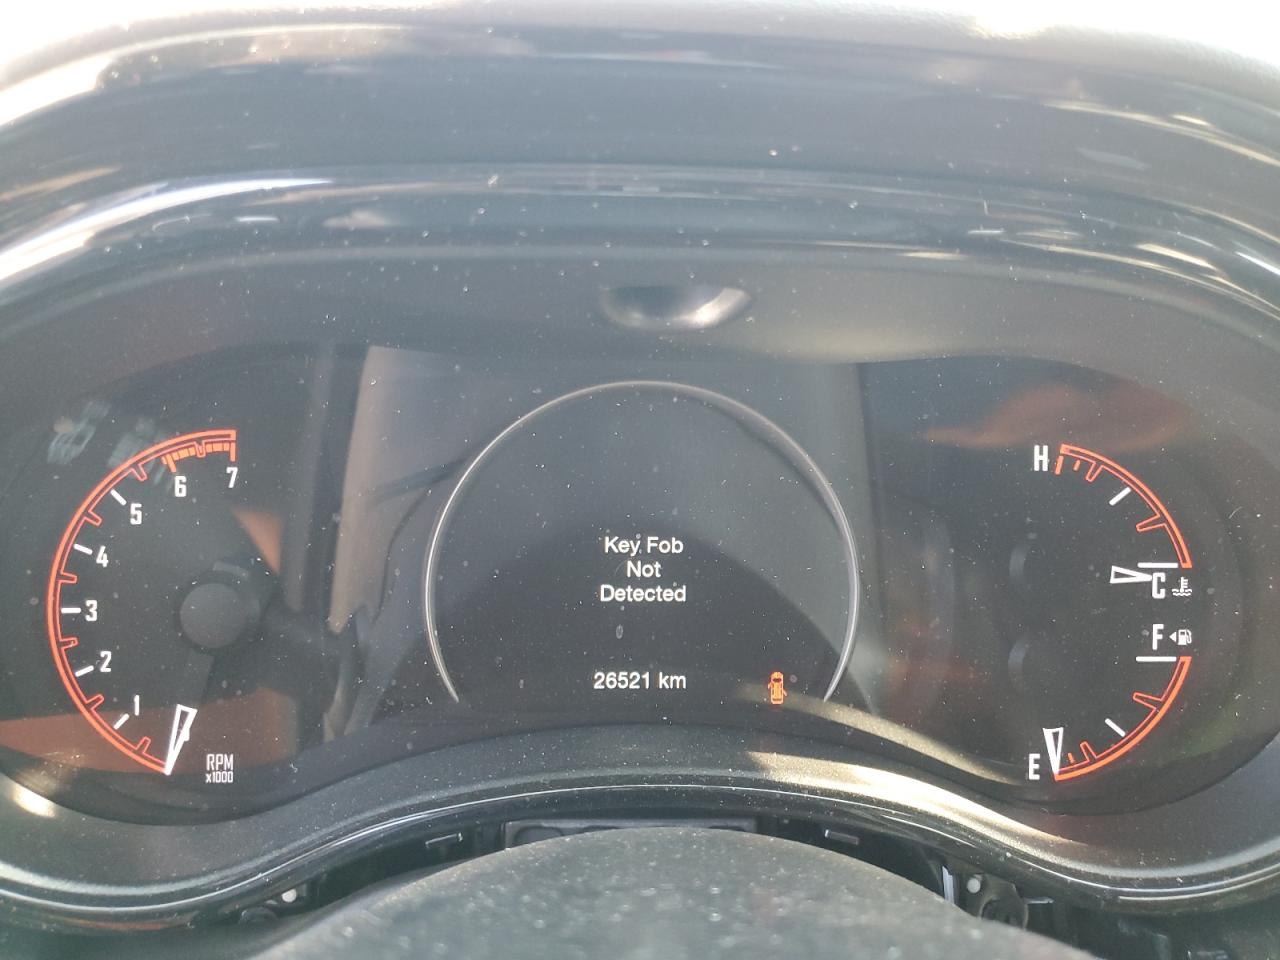 7
6
5
4
3
2
1
RPM
x1000
Key Fob
Not
Detected
26521 km
H
C
F
E